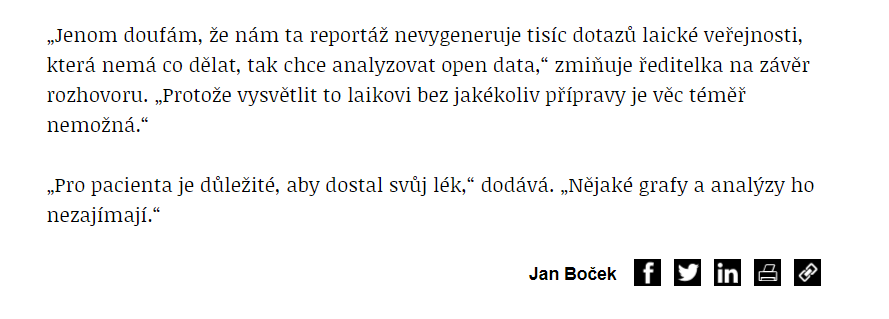 „Jenom doufám, že nám ta reportáž nevygeneruje tisíc dotazů laické veřejnosti,
která nemá co dělat, tak chce analyzovat open data,“ zmiňuje ředitelka na závěr
rozhovoru. „Protože vysvětlit to laikovi bez jakékoliv přípravy je věc téměř
nemožná.“
„Pro pacienta je důležité, aby dostal svůj lék,“ dodává. „Nějaké grafy a analýzy ho
nezajímají.“
Jan Boček